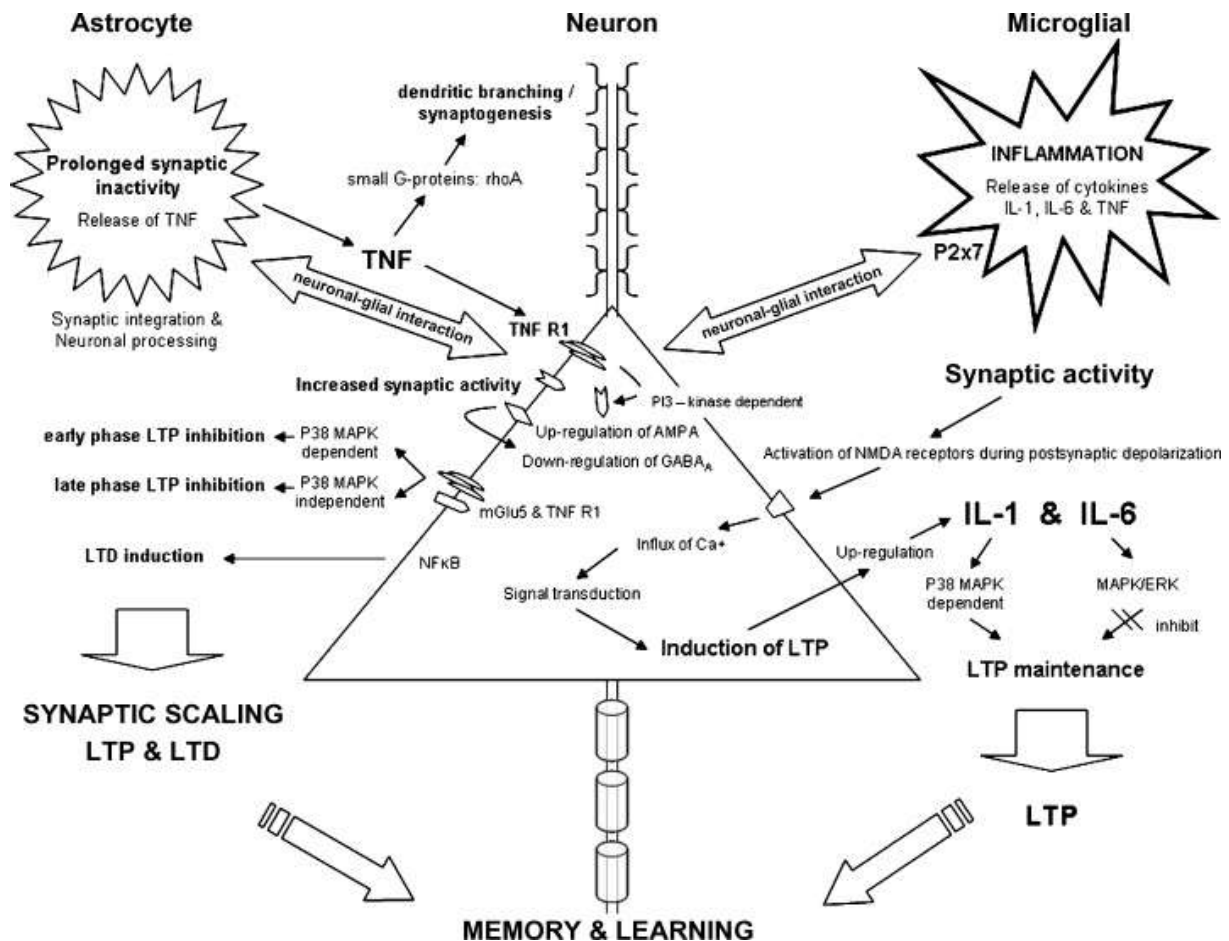 Astrocyte
Neuron
Microglial
dendritic branching /
synaptogenesis
small G-proteins: rhoA
Prolonged synaptic
inactivity
Release of TNF
TNF
neuronal-glial interaction
Synaptic integration &
Neuronal processing
INFLAMMATION
Release of cytokines
IL-1, IL-6 & TNF
P2x7
neuronal-glial interaction
TNF R1
Increased synaptic activity
PI3 – kinase dependent
Up-regulation of AMPA
Down-regulation of GABAA
early phase LTP inhibition
P38 MAPK
dependent
late phase LTP inhibition
P38 MAPK
independent
mGlu5 & TNF R1
LTD induction
NFκB
Synaptic activity
Activation of NMDA receptors during postsynaptic depolarization
Influx of Ca+
Signal transduction
Induction of LTP
Up-regulation
IL-1 & IL-6
P38 MAPK
dependent
MAPK/ERK
inhibit
LTP maintenance
SYNAPTIC SCALING
LTP & LTD
LTP
MEMORY & LEARNING